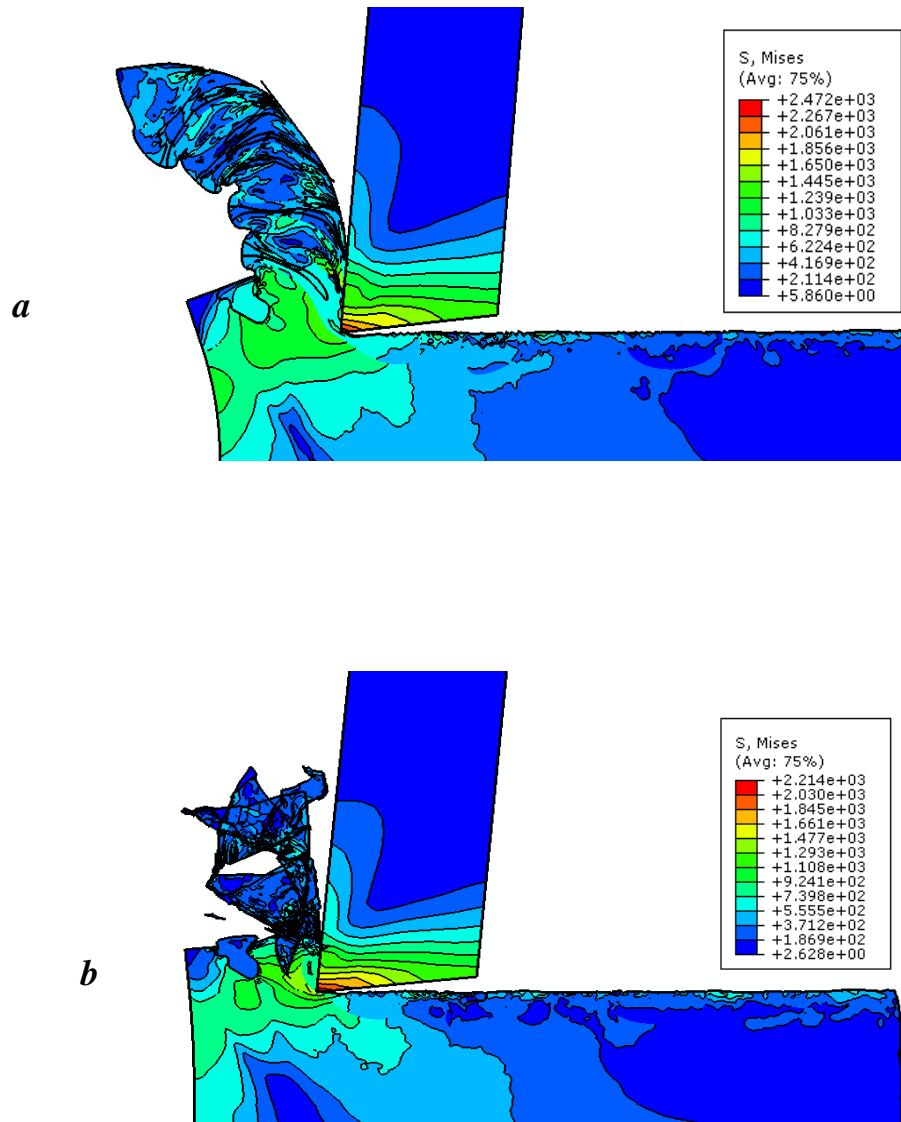 a
S, Mises
(Avg: 75%)
+2.472e+03
+2.267e+03
+2.061e+03
+1.856e+03
+1.650e+03
+1.445e+03
+1.239e+03
+1.033e+03
+8.279e+02
+6.224e+02
+4.169e+02
+2.114e+02
+5.860e+00
b
S, Mises
(Avg: 75%)
+2.214e+03
+2.030e+03
+1.845e+03
+1.661e+03
+1.477e+03
+1.293e+03
+1.108e+03
+9.241e+02
+7.398e+02
+5.555e+02
+3.712e+02
+1.869e+02
+2.628e+00